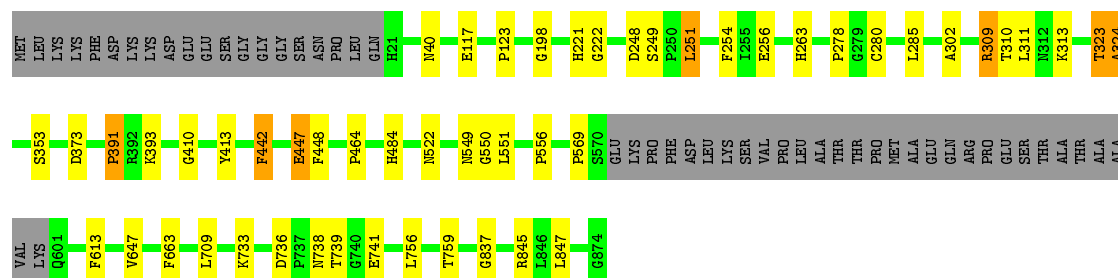 MET LEU LYS LYS PHE ASP LYS LYS ASP GLU GLU SER GLY GLY GLY SER ASN PRO LEU GLN H21 N40 E117 P123 G198 H221 G222 D248 S249 P250 L251 F254 I255 E256 H263 P278 G279 C280 L285 A302 R309 T310 L311 N312 K313 T323 A324
S353 D373 P391 R392 K393 G410 Y413 F442 E447 F448 P464 H484 N522 N549 G550 L551 P556 P569 S570 GLU LYS PRO PHE ASP LEU LYS SER VAL PRO LEU ALA THR THR PRO MET ALA GLU GLN ARG PRO GLU SER THR ALA THR ALA ALA
VAL LYS Q601 F613 V647 F663 L709 K733 D736 P737 N738 T739 G740 E741 L756 T759 G837 R845 L846 L847 G874